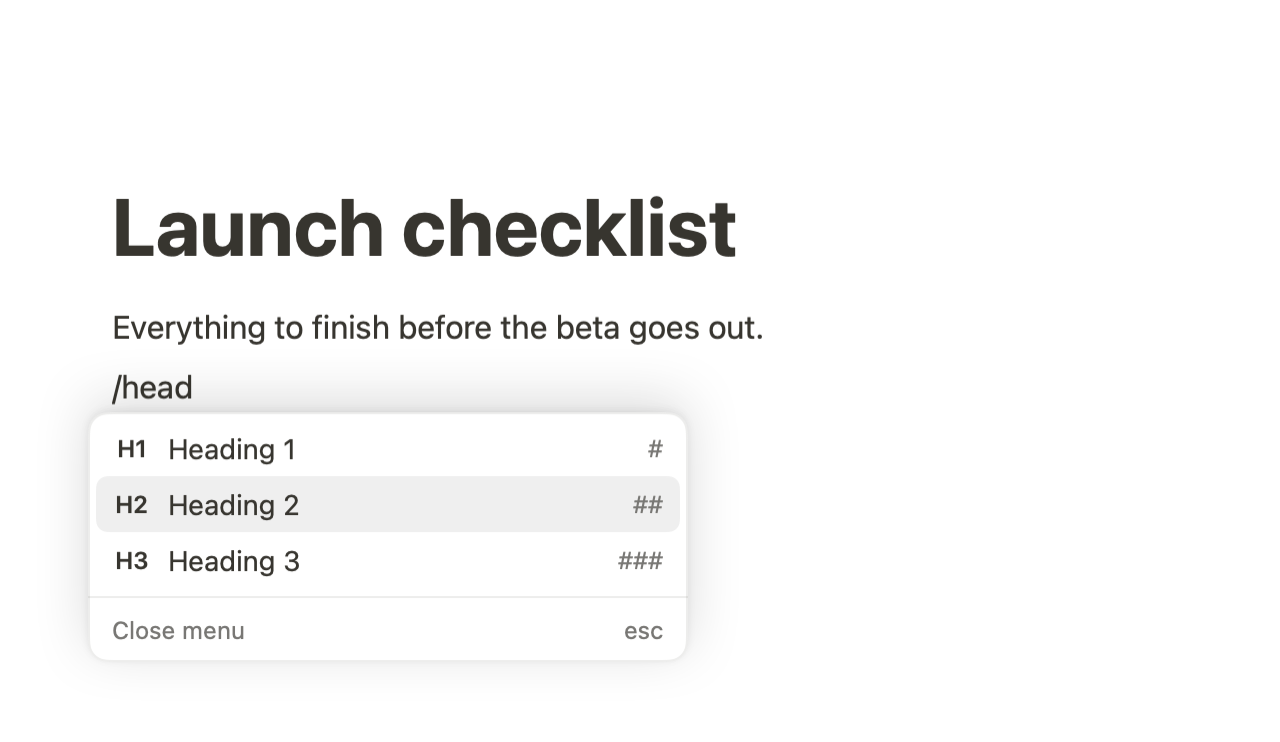 Launch checklist
Everything to finish before the beta goes out.
/head
H1 Heading 1 #
H2 Heading 2 ##
H3 Heading 3 ###
Close menu esc